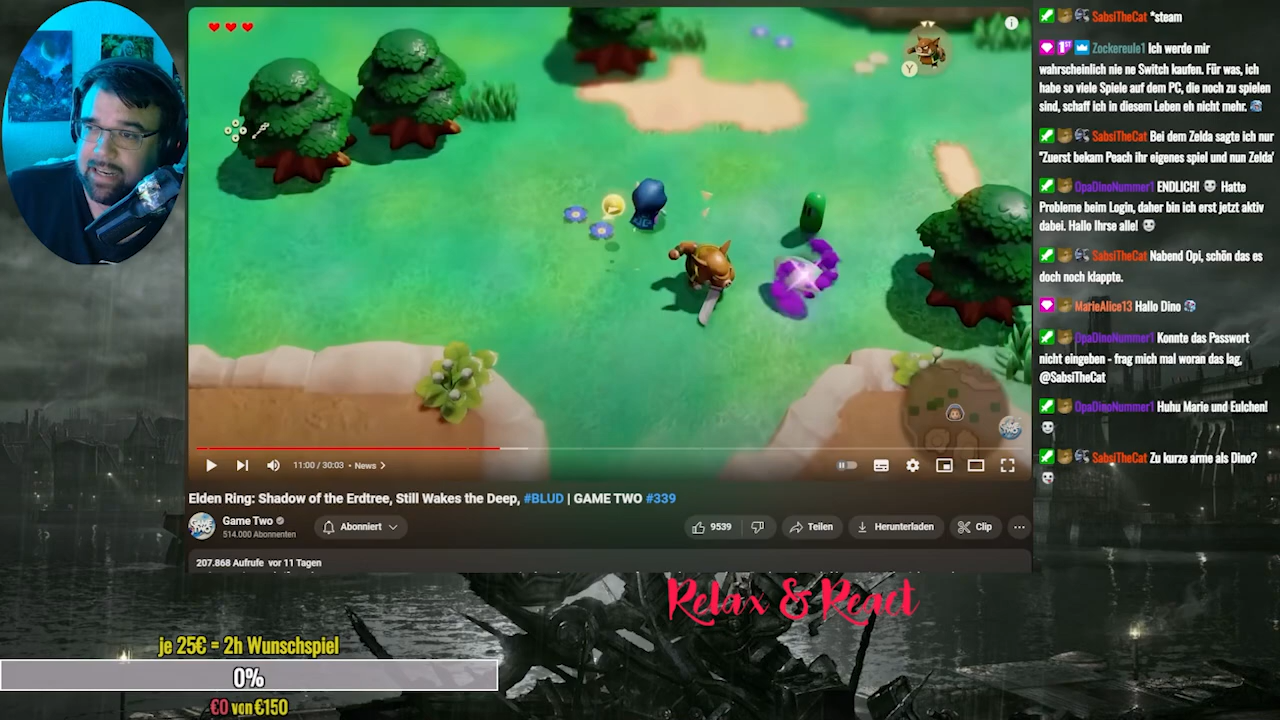 Y
i
11:00 / 30:03 • News
Elden Ring: Shadow of the Erdtree, Still Wakes the Deep, #BLUD | GAME TWO #339
GAME TWO
Game Two
514.000 Abonnenten
Abonniert
9539
Teilen
Herunterladen
Clip
207.868 Aufrufe vor 11 Tagen
Relax & React
je 25€ = 2h Wunschspiel
0%
€0 von €150
SabsiTheCat *steam
1ST Zockereule1 Ich werde mir
wahrscheinlich nie ne Switch kaufen. Für was, ich
habe so viele Spiele auf dem PC, die noch zu spielen
sind, schaff ich in diesem Leben eh nicht mehr.
SabsiTheCat Bei dem Zelda sagte ich nur
"Zuerst bekam Peach ihr eigenes spiel und nun Zelda"
OpaDinoNummer1 ENDLICH! Hatte
Probleme beim Login, daher bin ich erst jetzt aktiv
dabei. Hallo Ihrse alle!
SabsiTheCat Nabend Opi, schön das es
doch noch klappte.
MarieAlice13 Hallo Dino
OpaDinoNummer1 Konnte das Passwort
nicht eingeben - frag mich mal woran das lag,
@SabsiTheCat
OpaDinoNummer1 Huhu Marie und Eulchen!
SabsiTheCat Zu kurze arme als Dino?